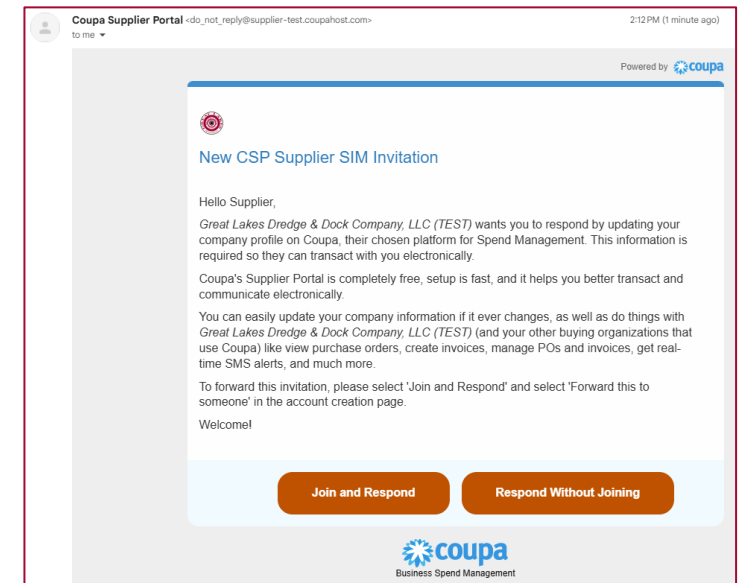 Coupa Supplier Portal <do_not_reply@supplier-test.coupahost.com>
2:12 PM (1 minute ago)
to me
Powered by coupa
New CSP Supplier SIM Invitation
Hello Supplier,
Great Lakes Dredge & Dock Company, LLC (TEST) wants you to respond by updating your
company profile on Coupa, their chosen platform for Spend Management. This information is
required so they can transact with you electronically.
Coupa's Supplier Portal is completely free, setup is fast, and it helps you better transact and
communicate electronically.
You can easily update your company information if it ever changes, as well as do things with
Great Lakes Dredge & Dock Company, LLC (TEST) (and your other buying organizations that
use Coupa) like view purchase orders, create invoices, manage POs and invoices, get real-
time SMS alerts, and much more.
To forward this invitation, please select 'Join and Respond' and select 'Forward this to
someone' in the account creation page.
Welcome!
Join and Respond
Respond Without Joining
coupa
Business Spend Management